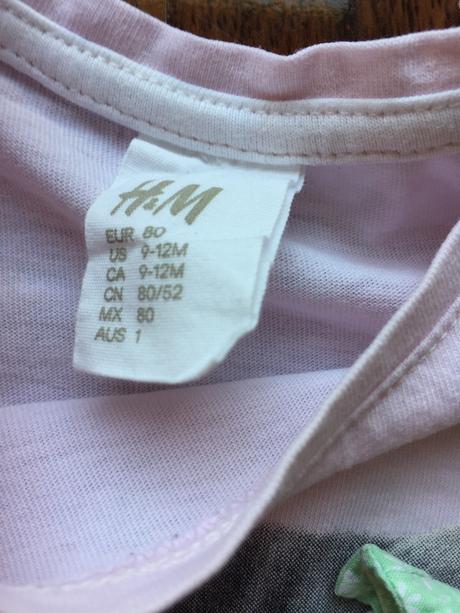 H&M
EUR 80
US 9-12M
CA 9-12M
CN 80/52
MX 80
AUS 1